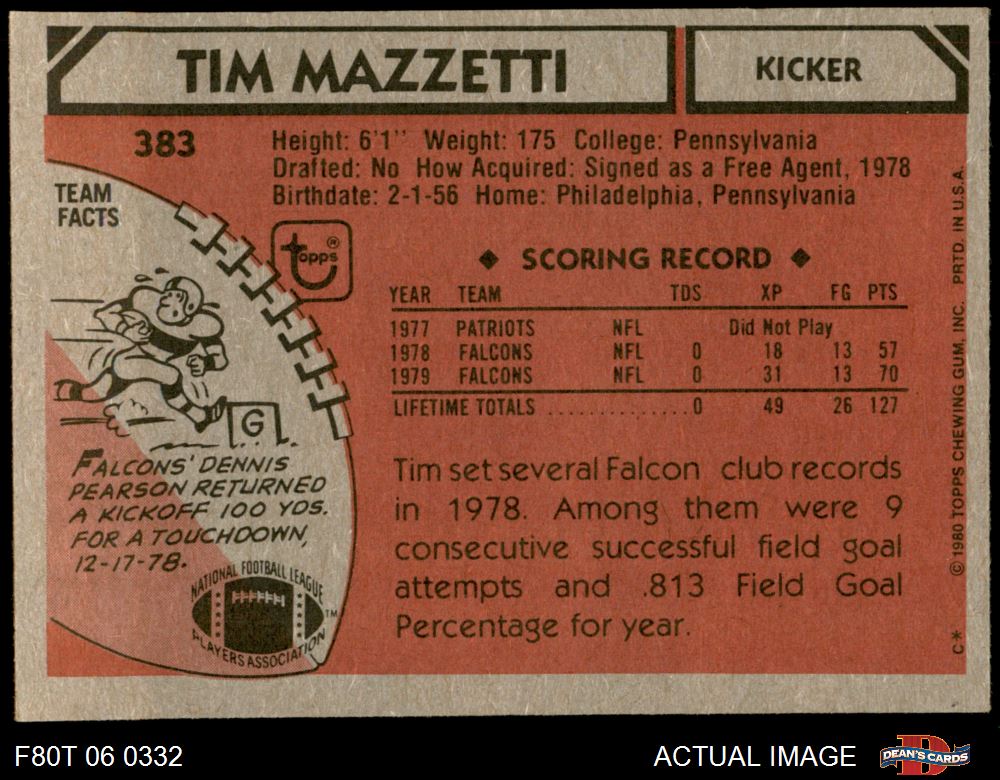 TIM MAZZETTI
KICKER
383
Height: 6'1" Weight: 175 College: Pennsylvania
Drafted: No How Acquired: Signed as a Free Agent, 1978
Birthdate: 2-1-56 Home: Philadelphia, Pennsylvania
TEAM
FACTS
topps®
G
FALCONS' DENNIS
PEARSON RETURNED
A KICKOFF 100 YDS.
FOR A TOUCHDOWN,
12-17-78.
NATIONAL FOOTBALL LEAGUE
PLAYERS ASSOCIATION
TM
◆ SCORING RECORD ◆
YEAR TEAM TDS XP FG PTS
1977 PATRIOTS NFL Did Not Play
1978 FALCONS NFL 0 18 13 57
1979 FALCONS NFL 0 31 13 70
LIFETIME TOTALS ................ 0 49 26 127
Tim set several Falcon club records
in 1978. Among them were 9
consecutive successful field goal
attempts and .813 Field Goal
Percentage for year.
C* © 1980 TOPPS CHEWING GUM, INC. PRTD. IN U.S.A.
F80T 06 0332
ACTUAL IMAGE
DEAN'S CARDS